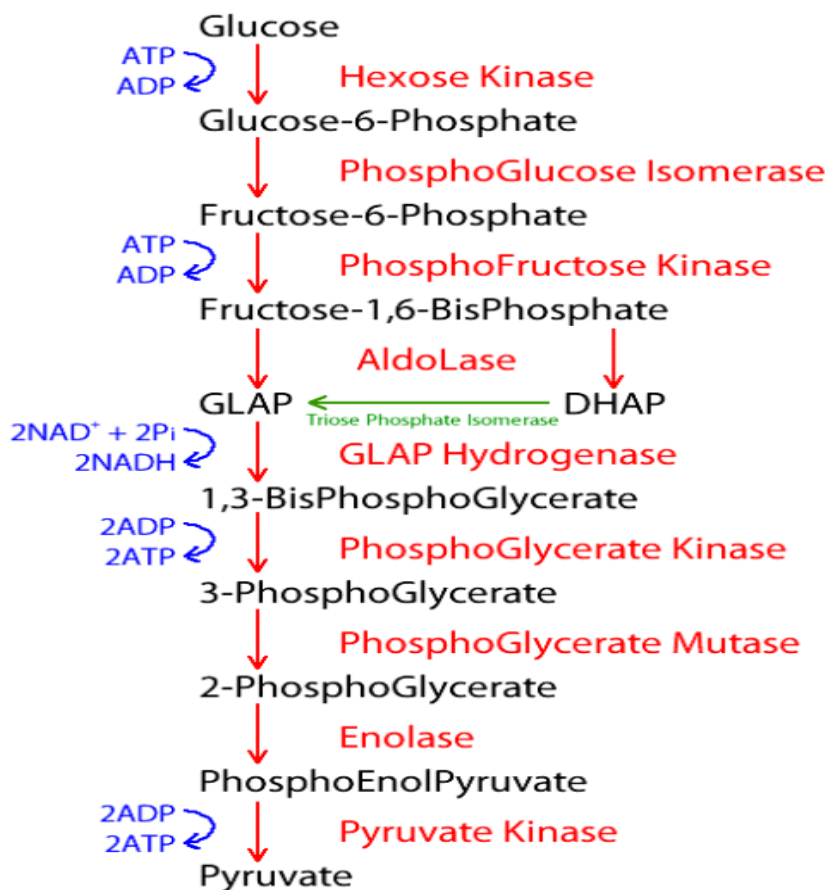 Glucose
ATP
ADP
Hexose Kinase
Glucose-6-Phosphate
PhosphoGlucose Isomerase
Fructose-6-Phosphate
ATP
ADP
PhosphoFructose Kinase
Fructose-1,6-BisPhosphate
AldoLase
GLAP
DHAP
Triose Phosphate Isomerase
2NAD⁺ + 2Pi
2NADH
GLAP Hydrogenase
1,3-BisPhosphoGlycerate
2ADP
2ATP
PhosphoGlycerate Kinase
3-PhosphoGlycerate
PhosphoGlycerate Mutase
2-PhosphoGlycerate
Enolase
PhosphoEnolPyruvate
2ADP
2ATP
Pyruvate Kinase
Pyruvate